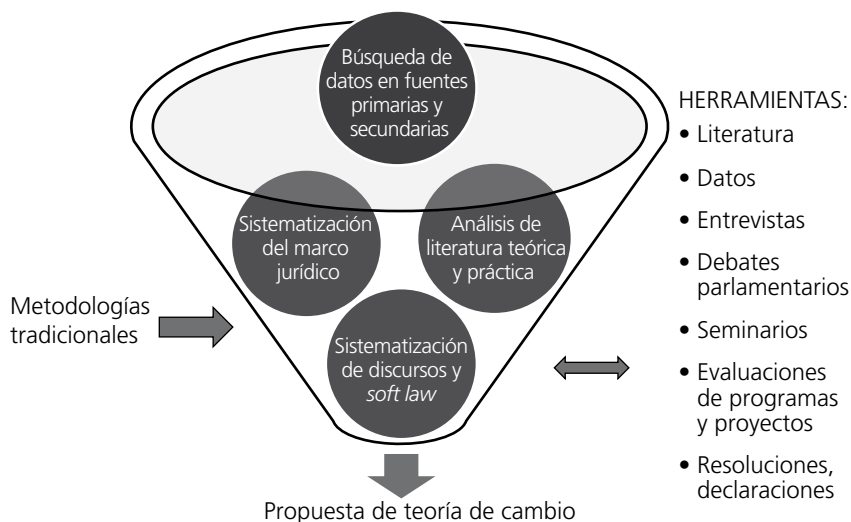 Búsqueda de
datos en fuentes
primarias y
secundarias
Sistematización
del marco
jurídico
Análisis de
literatura teórica
y práctica
Sistematización
de discursos y
soft law
Metodologías
tradicionales
Propuesta de teoría de cambio
HERRAMIENTAS:
• Literatura
• Datos
• Entrevistas
• Debates
parlamentarios
• Seminarios
• Evaluaciones
de programas
y proyectos
• Resoluciones,
declaraciones